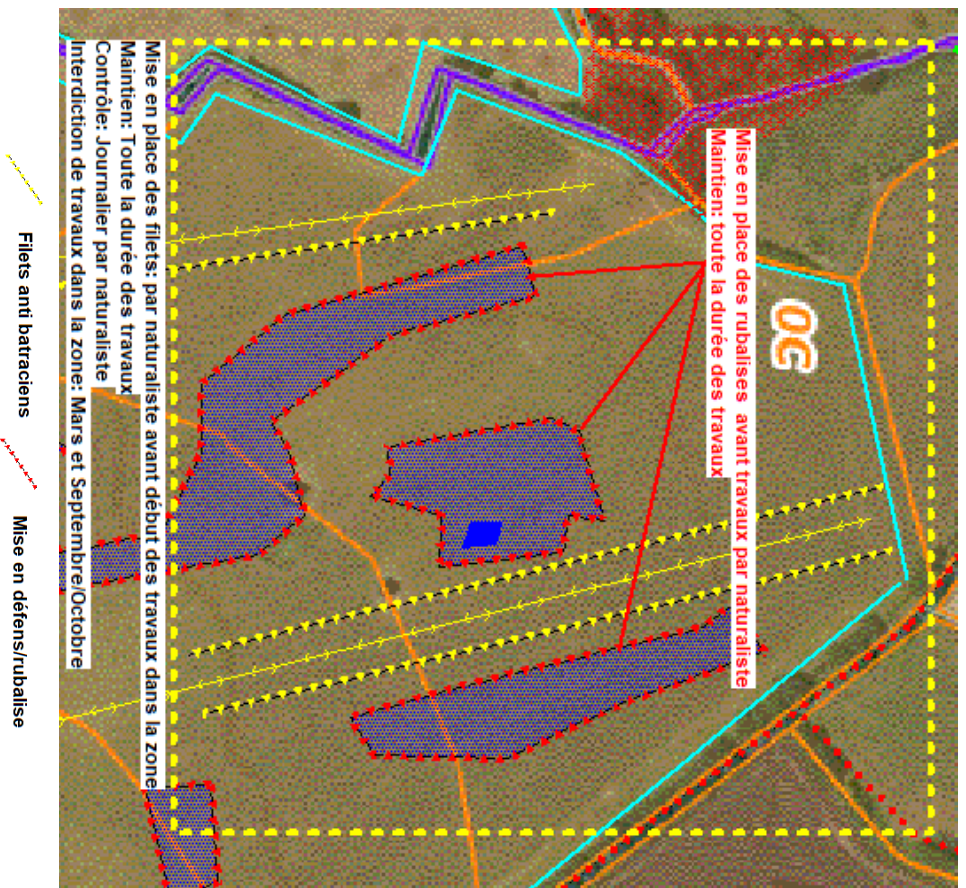 Mise en place des rubalises avant travaux par naturaliste
Maintien: toute la durée des travaux
OG
Mise en place des filets: par naturaliste avant début des travaux dans la zone
Maintien: Toute la durée des travaux
Contrôle: Journalier par naturaliste
Interdiction de travaux dans la zone: Mars et Septembre/Octobre
Filets anti batraciens
Mise en défens/rubalise